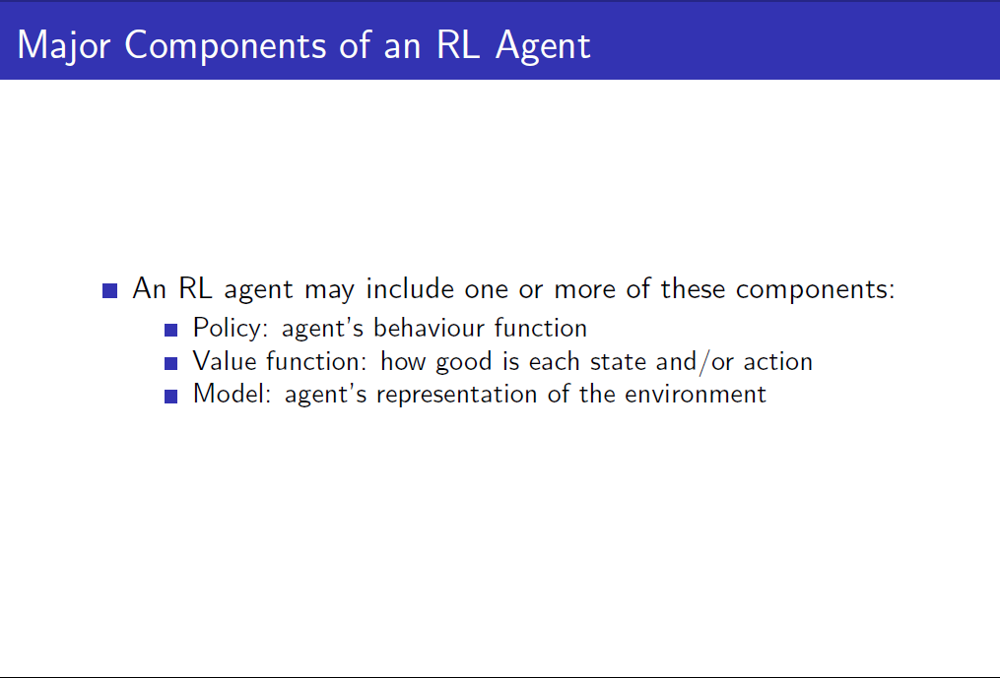 Major Components of an RL Agent
An RL agent may include one or more of these components:
Policy: agent's behaviour function
Value function: how good is each state and/or action
Model: agent's representation of the environment